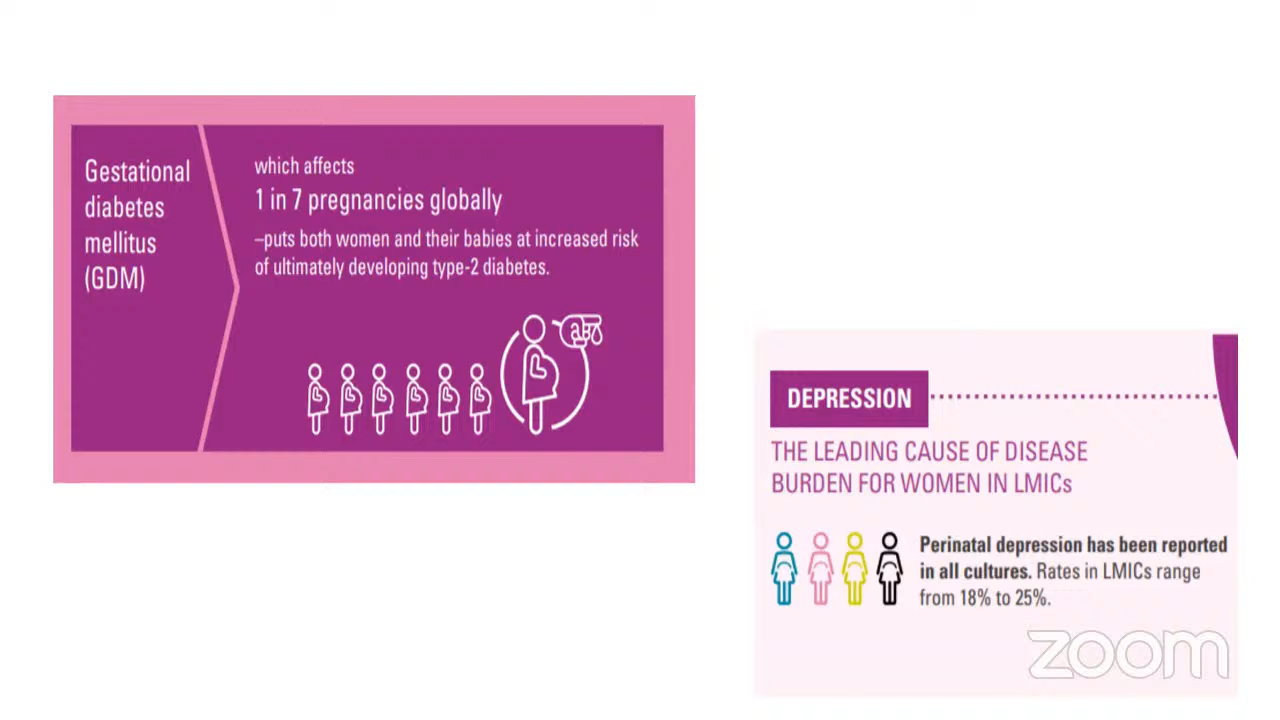 Gestational
diabetes
mellitus
(GDM)
which affects
1 in 7 pregnancies globally
–puts both women and their babies at increased risk
of ultimately developing type-2 diabetes.
DEPRESSION
THE LEADING CAUSE OF DISEASE
BURDEN FOR WOMEN IN LMICs
Perinatal depression has been reported
in all cultures. Rates in LMICs range
from 18% to 25%.
zoom